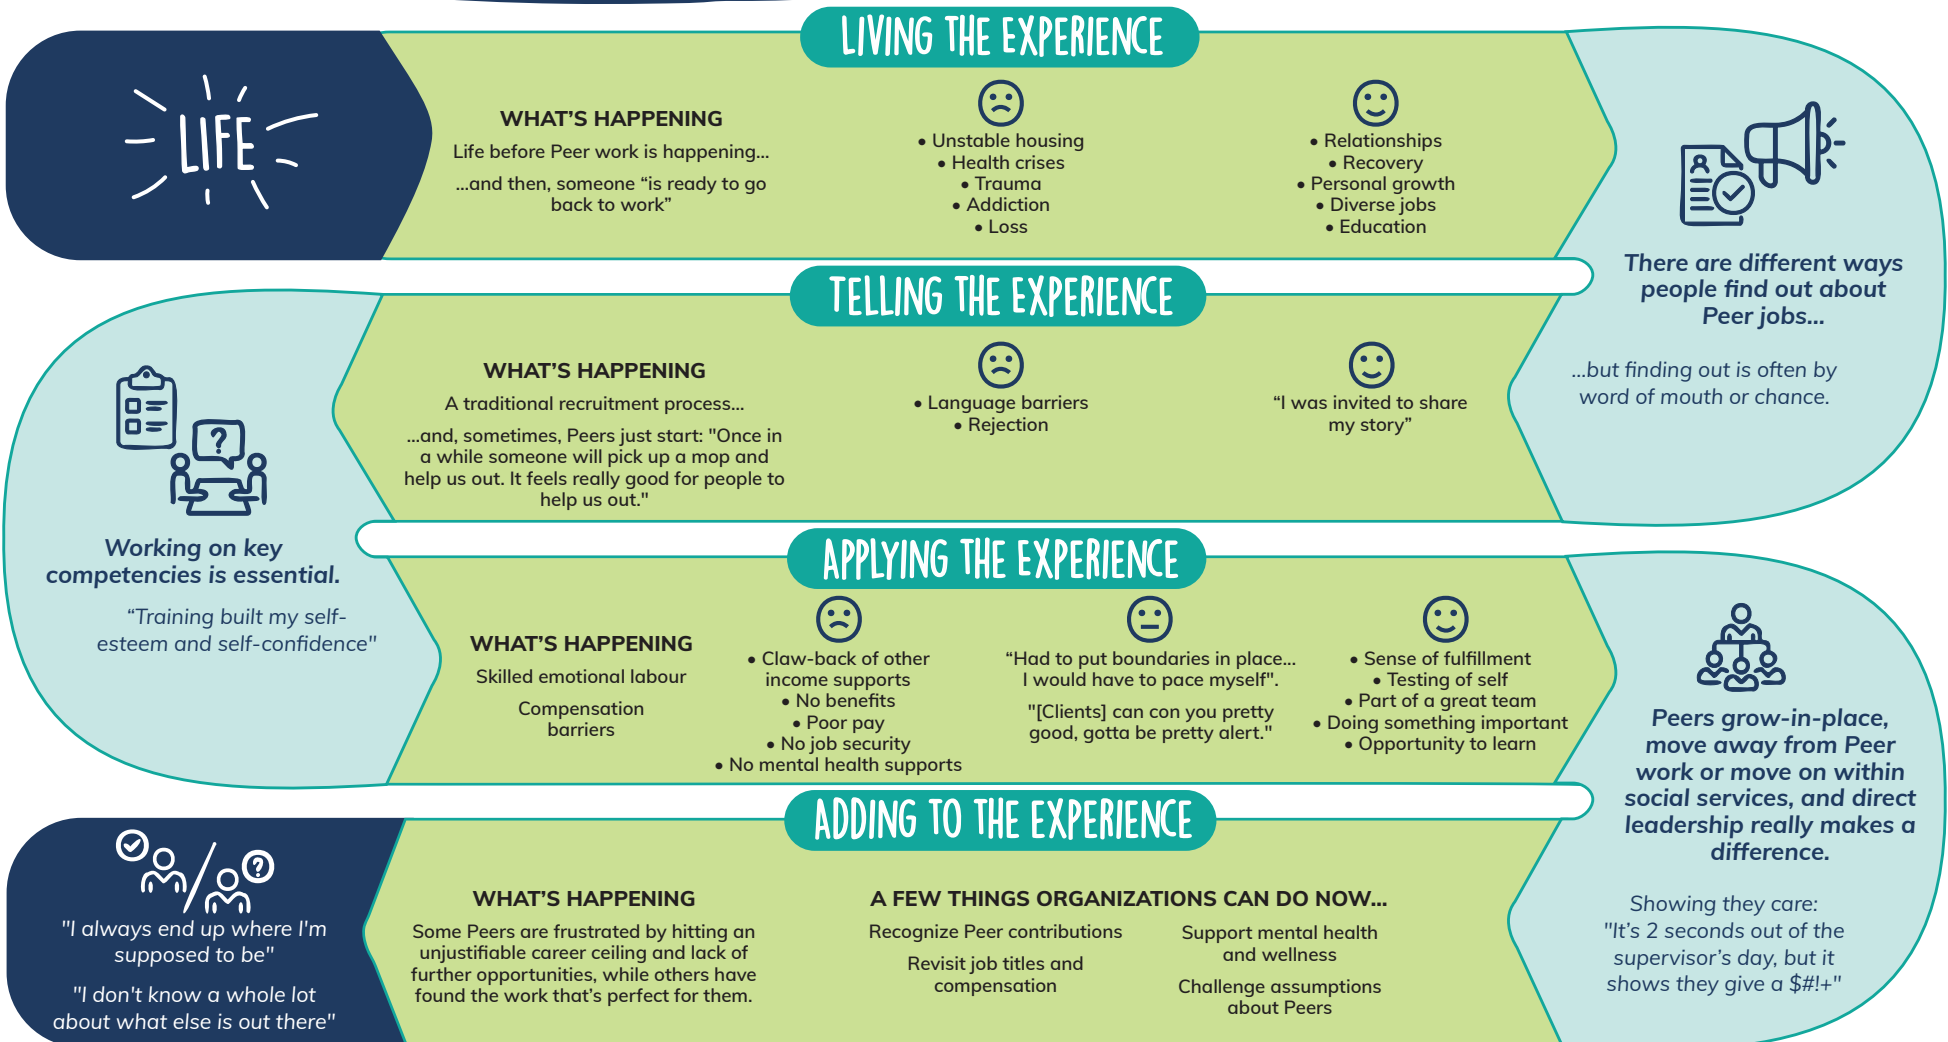 LIVING THE EXPERIENCE
LIFE
WHAT'S HAPPENING
Life before Peer work is happening...
...and then, someone “is ready to go
back to work”
• Unstable housing
• Health crises
• Trauma
• Addiction
• Loss
• Relationships
• Recovery
• Personal growth
• Diverse jobs
• Education
There are different ways
people find out about
Peer jobs...
...but finding out is often by
word of mouth or chance.
TELLING THE EXPERIENCE
WHAT'S HAPPENING
A traditional recruitment process...
...and, sometimes, Peers just start: "Once in
a while someone will pick up a mop and
help us out. It feels really good for people to
help us out."
• Language barriers
• Rejection
“I was invited to share
my story”
?
Working on key
competencies is essential.
“Training built my self-
esteem and self-confidence"
APPLYING THE EXPERIENCE
WHAT'S HAPPENING
Skilled emotional labour
Compensation
barriers
• Claw-back of other
income supports
• No benefits
• Poor pay
• No job security
• No mental health supports
“Had to put boundaries in place...
I would have to pace myself".
"[Clients] can con you pretty
good, gotta be pretty alert."
• Sense of fulfillment
• Testing of self
• Part of a great team
• Doing something important
• Opportunity to learn
Peers grow-in-place,
move away from Peer
work or move on within
social services, and direct
leadership really makes a
difference.
Showing they care:
"It's 2 seconds out of the
supervisor's day, but it
shows they give a $#!+"
ADDING TO THE EXPERIENCE
WHAT'S HAPPENING
Some Peers are frustrated by hitting an
unjustifiable career ceiling and lack of
further opportunities, while others have
found the work that's perfect for them.
A FEW THINGS ORGANIZATIONS CAN DO NOW...
Recognize Peer contributions
Revisit job titles and
compensation
Support mental health
and wellness
Challenge assumptions
about Peers
?
"I always end up where I'm
supposed to be"
"I don't know a whole lot
about what else is out there"